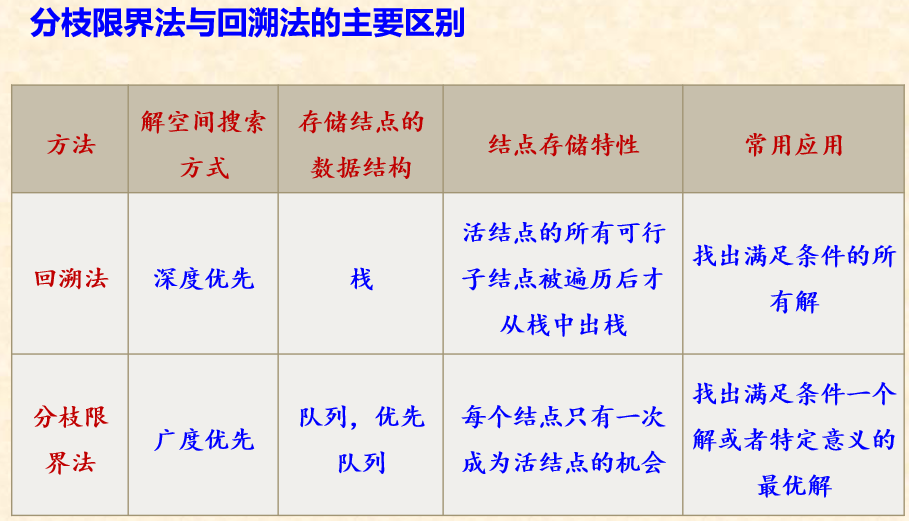 分枝限界法与回溯法的主要区别
方法
解空间搜索
方式
存储结点的
数据结构
结点存储特性
常用应用
回溯法
深度优先
栈
活结点的所有可行
子结点被遍历后才
从栈中出栈
找出满足条件的所
有解
分枝限
界法
广度优先
队列，优先
队列
每个结点只有一次
成为活结点的机会
找出满足条件一个
解或者特定意义的
最优解